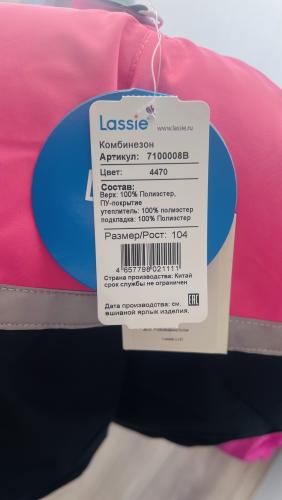 Lassie
www.lassie.ru
Комбинезон
Артикул: 7100008B
Цвет: 4470
Состав:
Верх: 100% Полиэстер,
ПУ-покрытие
утеплитель: 100% полиэстер
подкладка: 100% Полиэстер
Размер/Рост: 104
4 657798 021111
Страна производства: Китай
срок службы не ограничен
Дата производства: см.
вшивной ярлык изделия.
EAC